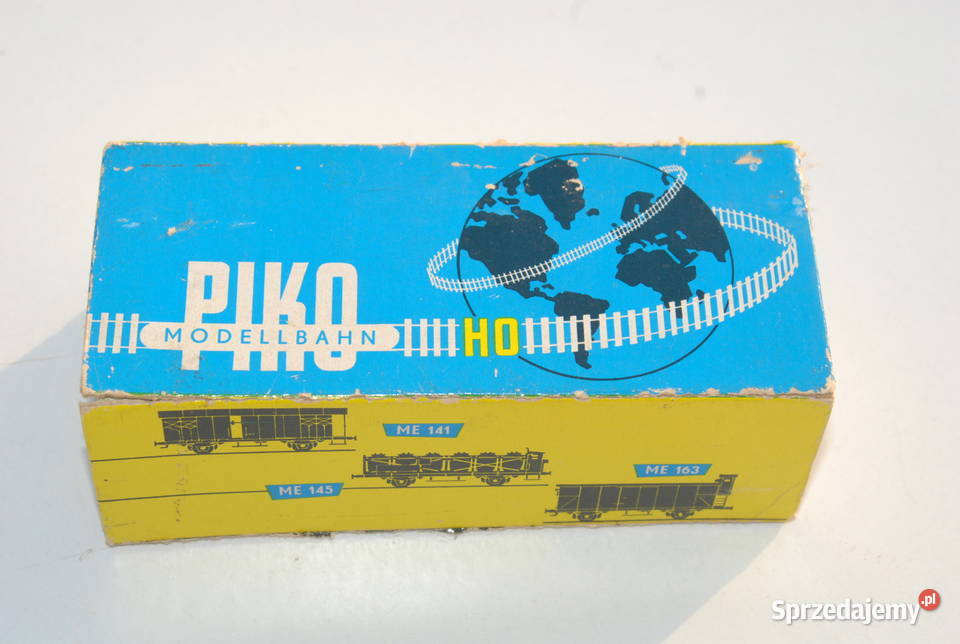 PIKO
MODELLBAHN
HO
ME 141
ME 145
ME 163
Sprzedajemy.pl